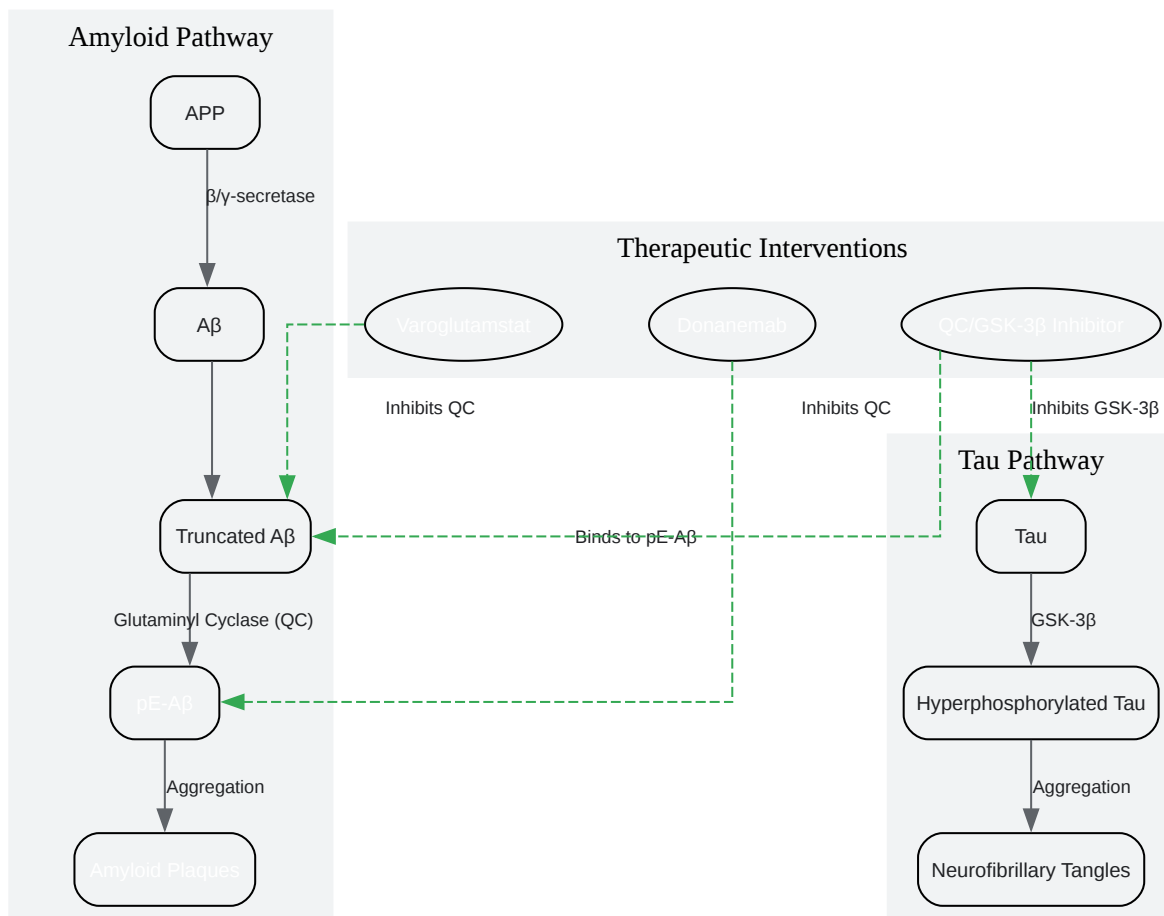 Amyloid Pathway
APP
β/γ-secretase
Therapeutic Interventions
Aβ
Varoglutamstat
Donanemab
QC/GSK-3β Inhibitor
Inhibits QC
Inhibits QC
Inhibits GSK-3β
Tau Pathway
Truncated Aβ
Binds to pE-Aβ
Tau
Glutaminyl Cyclase (QC)
GSK-3β
pE-Aβ
Hyperphosphorylated Tau
Aggregation
Aggregation
Amyloid Plaques
Neurofibrillary Tangles